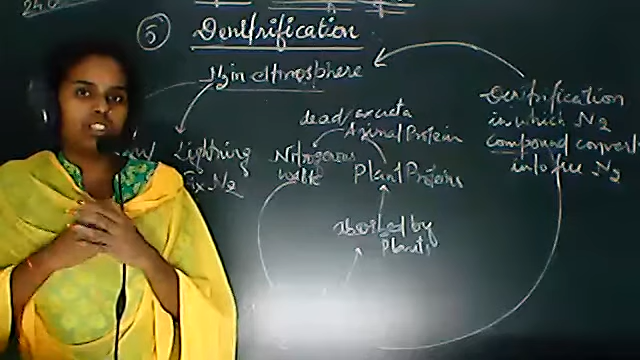 5 Denitrification
N2 in atmosphere
Lightning
Fix N2
dead/excreta
Animal Protein
Nitrogenous
waste
Plant Proteins
absorbed by
Plants
Denitrification
in which N2
compound convert
into free N2